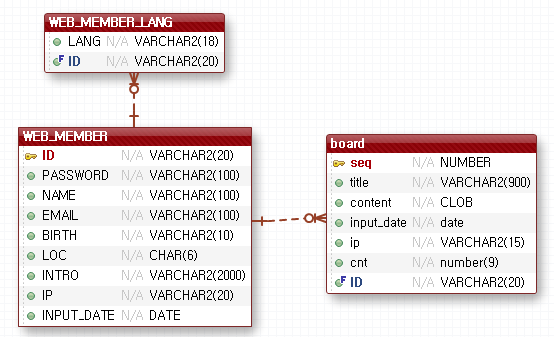 WEB_MEMBER_LANG
LANG N/A VARCHAR2(18)
ID N/A VARCHAR2(20)
WEB_MEMBER
ID N/A VARCHAR2(20)
PASSWORD N/A VARCHAR2(100)
NAME N/A VARCHAR2(100)
EMAIL N/A VARCHAR2(100)
BIRTH N/A VARCHAR2(10)
LOC N/A CHAR(6)
INTRO N/A VARCHAR2(2000)
IP N/A VARCHAR2(20)
INPUT_DATE N/A DATE
board
seq N/A NUMBER
title N/A VARCHAR2(900)
content N/A CLOB
input_date N/A date
ip N/A VARCHAR2(15)
cnt N/A number(9)
ID N/A VARCHAR2(20)